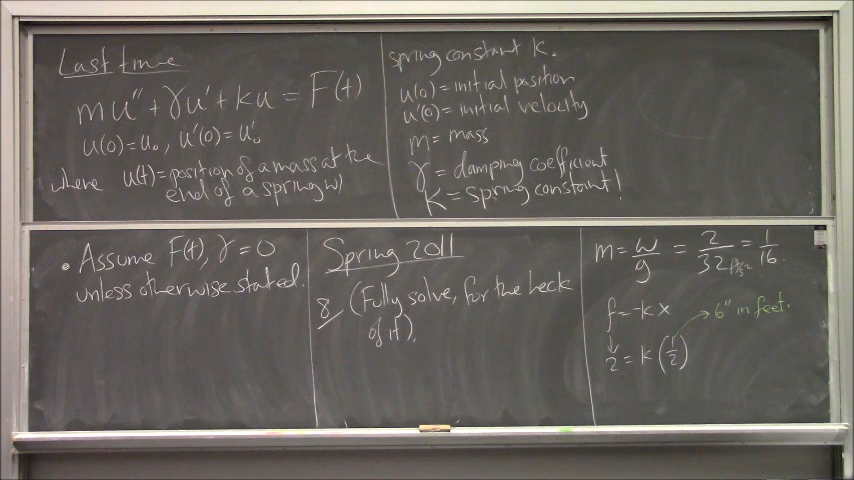 Last time
mu" + γu' + ku = F(t)
u(0) = u₀, u'(0) = u'₀
where u(t) = position of a mass at the
end of a spring w/
spring constant k.
u(0) = initial position
u'(0) = initial velocity
m = mass
γ = damping coefficient
K = spring constant!
• Assume F(t), γ = 0
unless otherwise stated.
Spring 2011
8 (Fully solve, for the heck
of it).
m = w/g = 2/32 ft/s² = 1/16.
f = -kx
2 = k(1/2)
6" in feet.